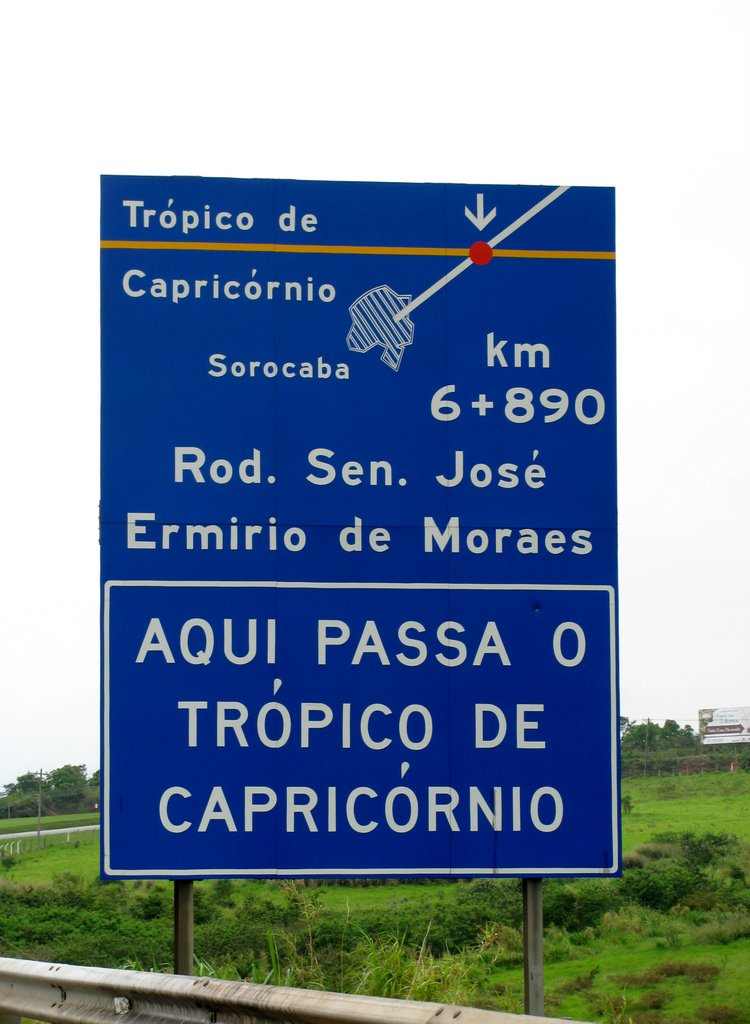 Trópico de
Capricórnio
Sorocaba
km
6+890
Rod. Sen. José
Ermirio de Moraes
AQUI PASSA O
TRÓPICO DE
CAPRICÓRNIO